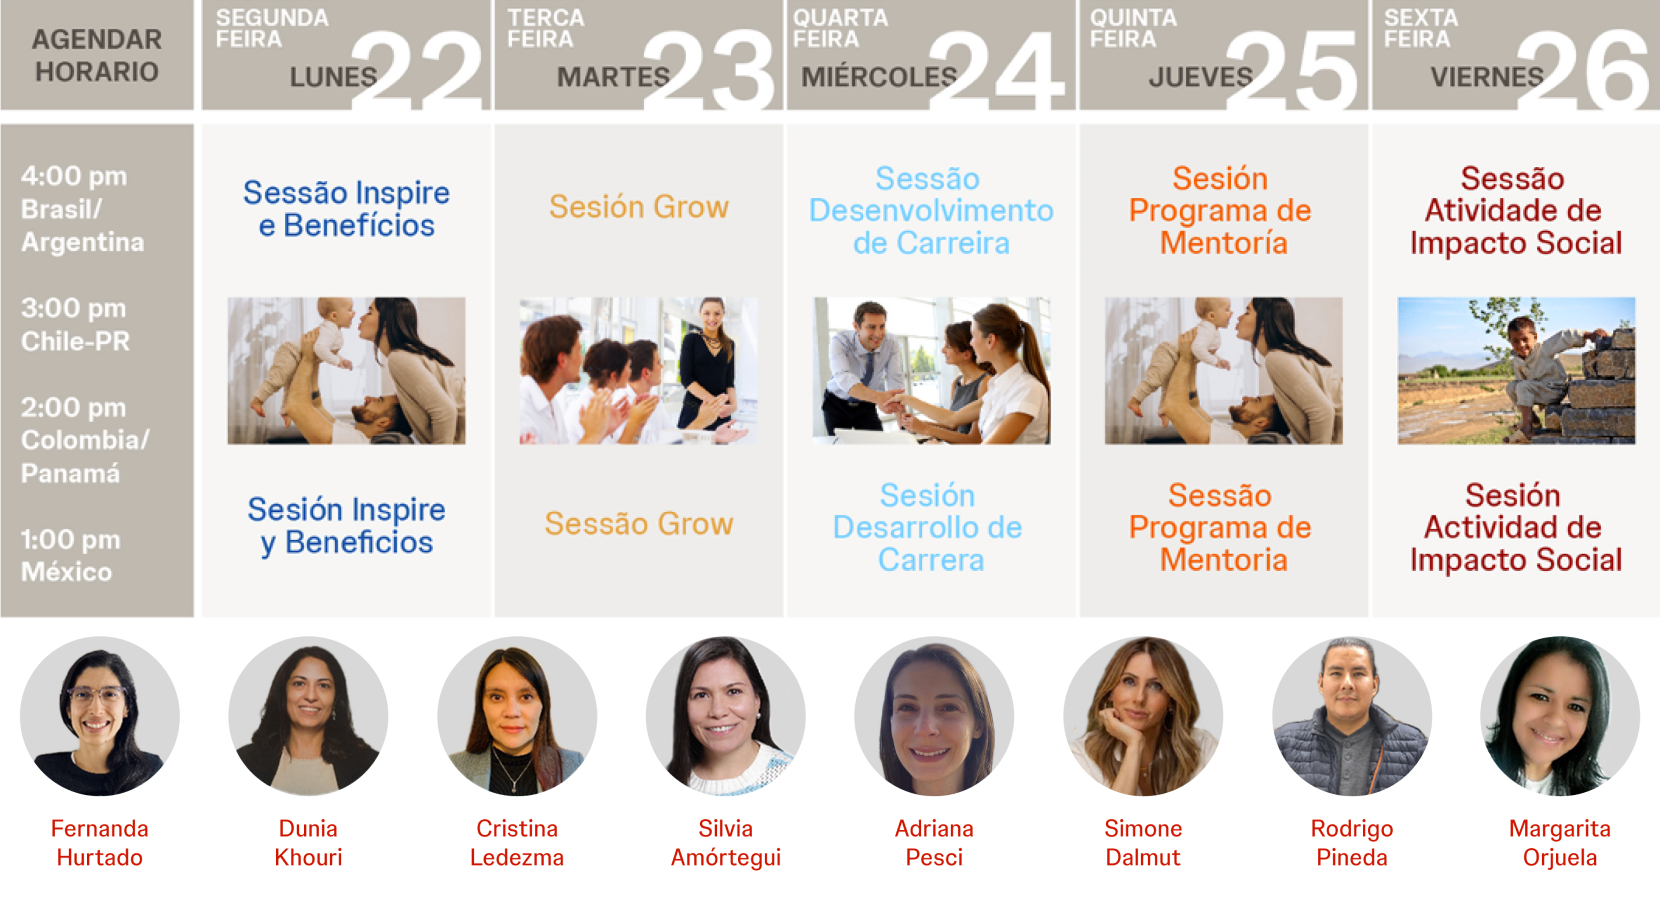 AGENDAR
HORARIO
SEGUNDA
FEIRA
LUNES
22
TERCA
FEIRA
MARTES
23
QUARTA
FEIRA
MIÉRCOLES
24
QUINTA
FEIRA
JUEVES
25
SEXTA
FEIRA
VIERNES
26
4:00 pm
Brasil/
Argentina
3:00 pm
Chile-PR
2:00 pm
Colombia/
Panamá
1:00 pm
México
Sessão Inspire
e Benefícios
Sesión Inspire
y Beneficios
Sesión Grow
Sessão Grow
Sessão
Desenvolvimento
de Carreira
Sesión
Desarrollo de
Carrera
Sesión
Programa de
Mentoría
Sessão
Programa de
Mentoria
Sessão
Atividade de
Impacto Social
Sesión
Actividad de
Impacto Social
Fernanda
Hurtado
Dunia
Khouri
Cristina
Ledezma
Silvia
Amórtegui
Adriana
Pesci
Simone
Dalmut
Rodrigo
Pineda
Margarita
Orjuela